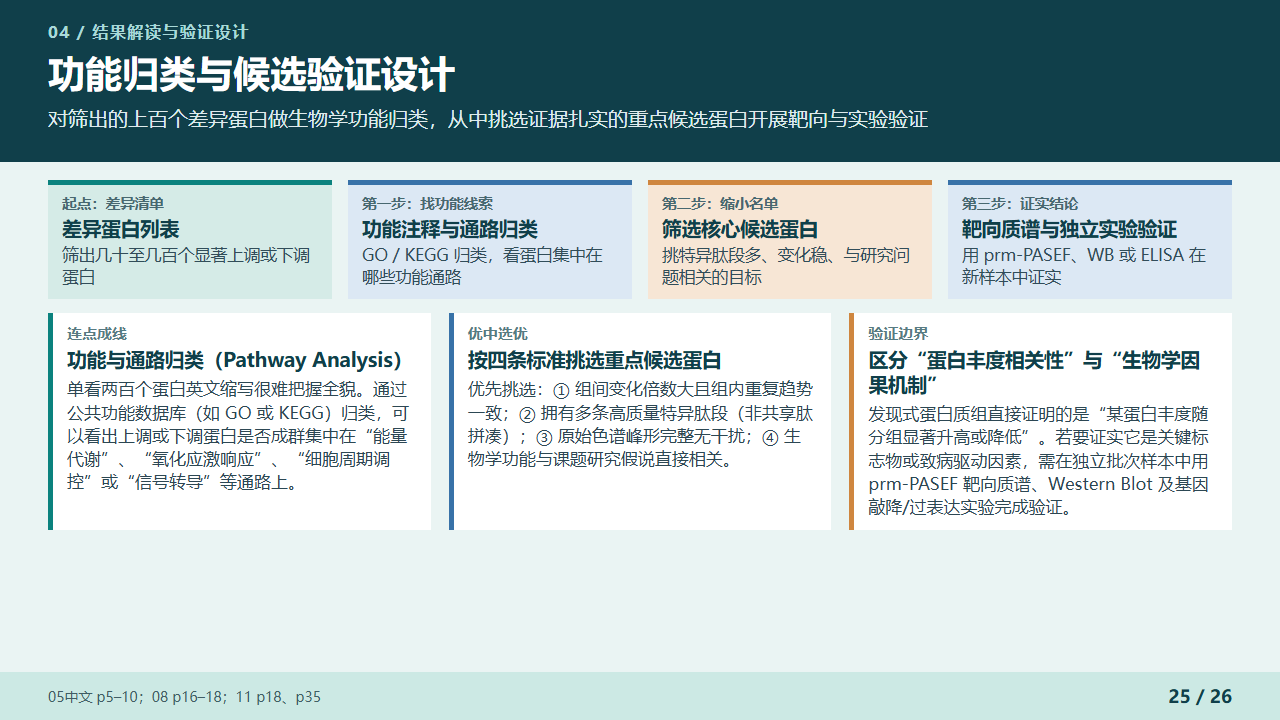 04 / 结果解读与验证设计
功能归类与候选验证设计
对筛出的上百个差异蛋白做生物学功能归类，从中挑选证据扎实的重点候选蛋白开展靶向与实验验证
起点：差异清单
差异蛋白列表
筛出几十至几百个显著上调或下调
蛋白
第一步：找功能线索
功能注释与通路归类
GO / KEGG 归类，看蛋白集中在
哪些功能通路
第二步：缩小名单
筛选核心候选蛋白
挑特异肽段多、变化稳、与研究问
题相关的目标
第三步：证实结论
靶向质谱与独立实验验证
用 prm-PASEF、WB 或 ELISA 在
新样本中证实
连点成线
功能与通路归类（Pathway Analysis）
单看两百个蛋白英文缩写很难把握全貌。通过
公共功能数据库（如 GO 或 KEGG）归类，可
以看出上调或下调蛋白是否成群集中在“能量
代谢”、“氧化应激响应”、“细胞周期调
控”或“信号转导”等通路上。
优中选优
按四条标准挑选重点候选蛋白
优先挑选：① 组间变化倍数大且组内重复趋势
一致；② 拥有多条高质量特异肽段（非共享肽
拼凑）；③ 原始色谱峰形完整无干扰；④ 生
物学功能与课题研究假说直接相关。
验证边界
区分“蛋白丰度相关性”与“生物学因
果机制”
发现式蛋白质组直接证明的是“某蛋白丰度随
分组显著升高或降低”。若要证实它是关键标
志物或致病驱动因素，需在独立批次样本中用
prm-PASEF 靶向质谱、Western Blot 及基因
敲降/过表达实验完成验证。
05中文 p5–10；08 p16–18；11 p18、p35
25 / 26